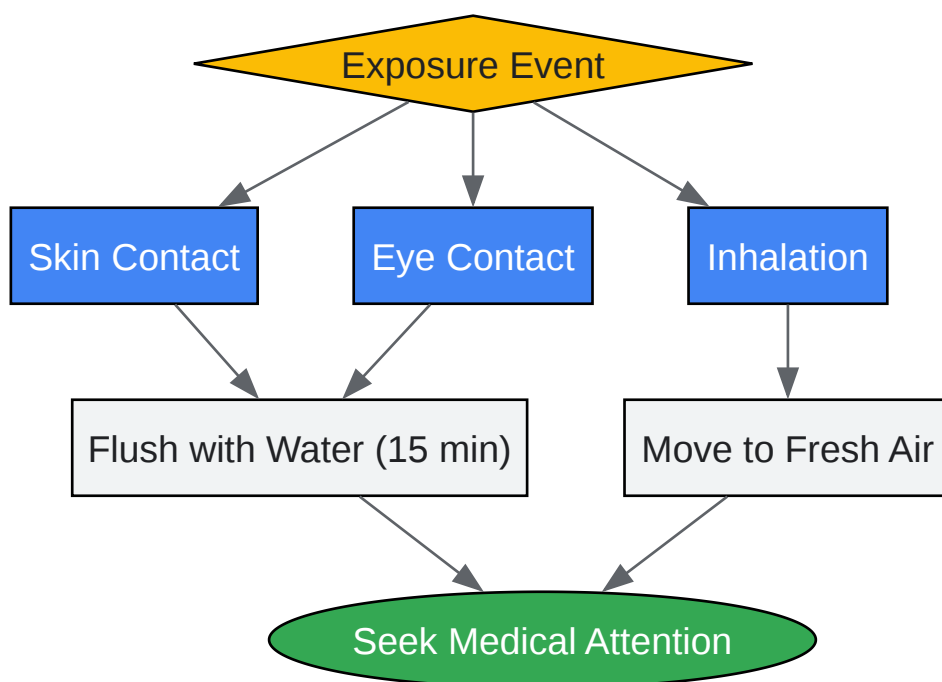 Exposure Event
Skin Contact
Eye Contact
Inhalation
Flush with Water (15 min)
Move to Fresh Air
Seek Medical Attention